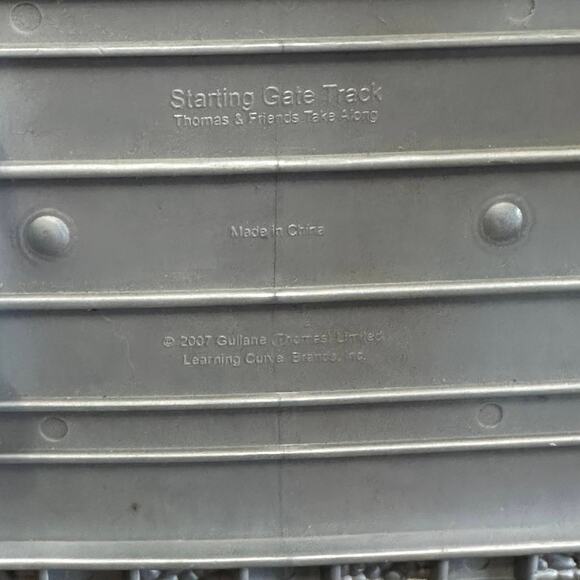 Starting Gate Track
Thomas & Friends Take Along
Made in China
© 2007 Gullane (Thomas) Limited
Learning Curve Brands, Inc.